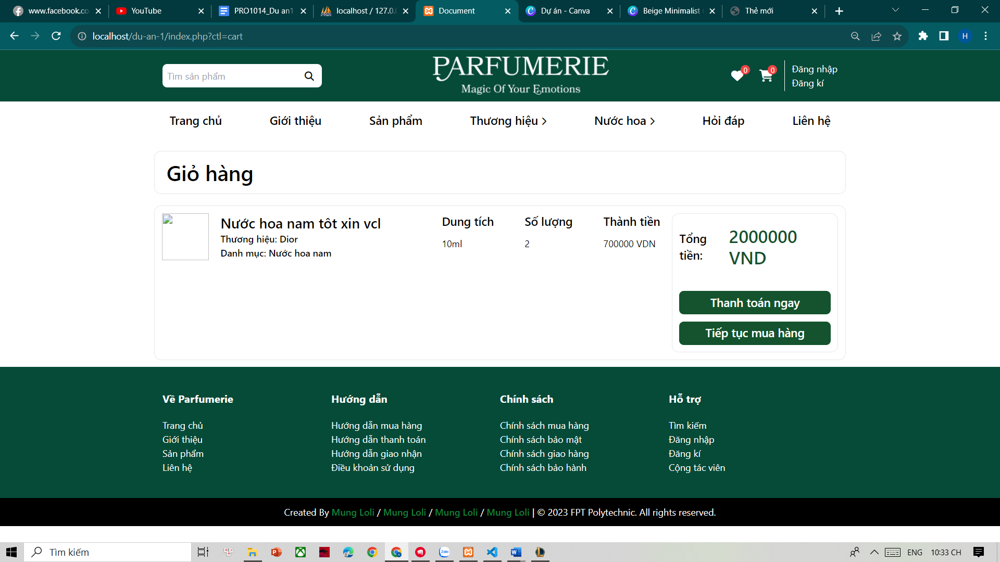 www.facebook.co
YouTube
PRO1014_Du an1
localhost / 127.0.0
Document
Dự án - Canva
Beige Minimalist
Thẻ mới
localhost/du-an-1/index.php?ctl=cart
H
Tìm sản phẩm
PARFUMERIE
Magic Of Your Emotions
0
0
Đăng nhập
Đăng kí
Trang chủ
Giới thiệu
Sản phẩm
Thương hiệu
Nước hoa
Hỏi đáp
Liên hệ
Giỏ hàng
Nước hoa nam tôt xin vcl
Thương hiệu: Dior
Danh mục: Nước hoa nam
Dung tích
10ml
Số lượng
2
Thành tiền
700000 VDN
Tổng
tiền:
2000000
VND
Thanh toán ngay
Tiếp tục mua hàng
Về Parfumerie
Trang chủ
Giới thiệu
Sản phẩm
Liên hệ
Hướng dẫn
Hướng dẫn mua hàng
Hướng dẫn thanh toán
Hướng dẫn giao nhận
Điều khoản sử dụng
Chính sách
Chính sách mua hàng
Chính sách bảo mật
Chính sách giao hàng
Chính sách bảo hành
Hỗ trợ
Tìm kiếm
Đăng nhập
Đăng kí
Cộng tác viên
Created By Mung Loli / Mung Loli / Mung Loli / Mung Loli | © 2023 FPT Polytechnic. All rights reserved.
Tìm kiếm
Zalo
ENG
10:33 CH